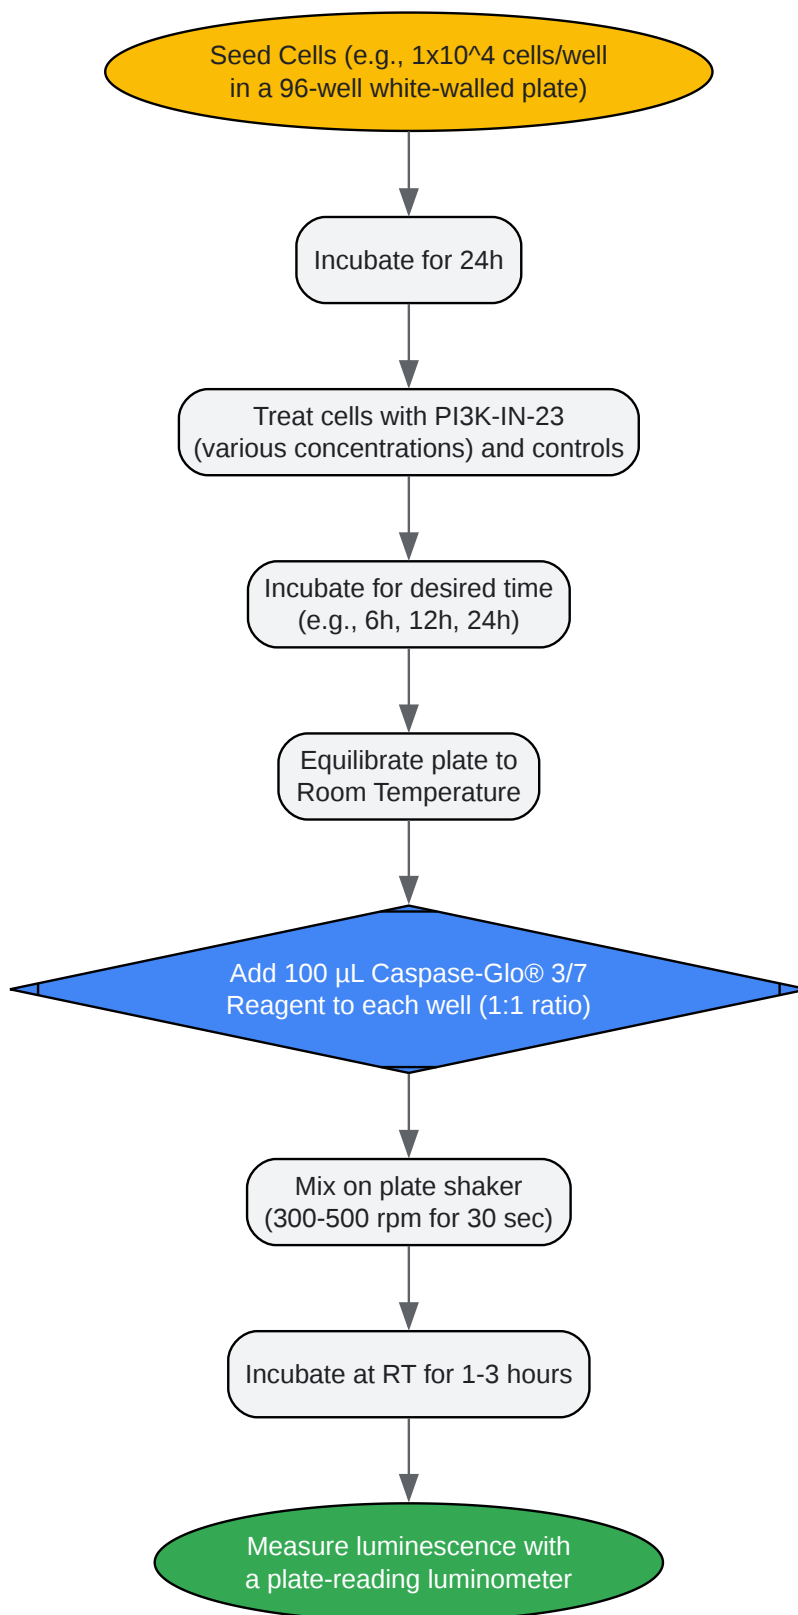 Seed Cells (e.g., 1x10^4 cells/well
in a 96-well white-walled plate)
Incubate for 24h
Treat cells with PI3K-IN-23
(various concentrations) and controls
Incubate for desired time
(e.g., 6h, 12h, 24h)
Equilibrate plate to
Room Temperature
Add 100 µL Caspase-Glo® 3/7
Reagent to each well (1:1 ratio)
Mix on plate shaker
(300-500 rpm for 30 sec)
Incubate at RT for 1-3 hours
Measure luminescence with
a plate-reading luminometer